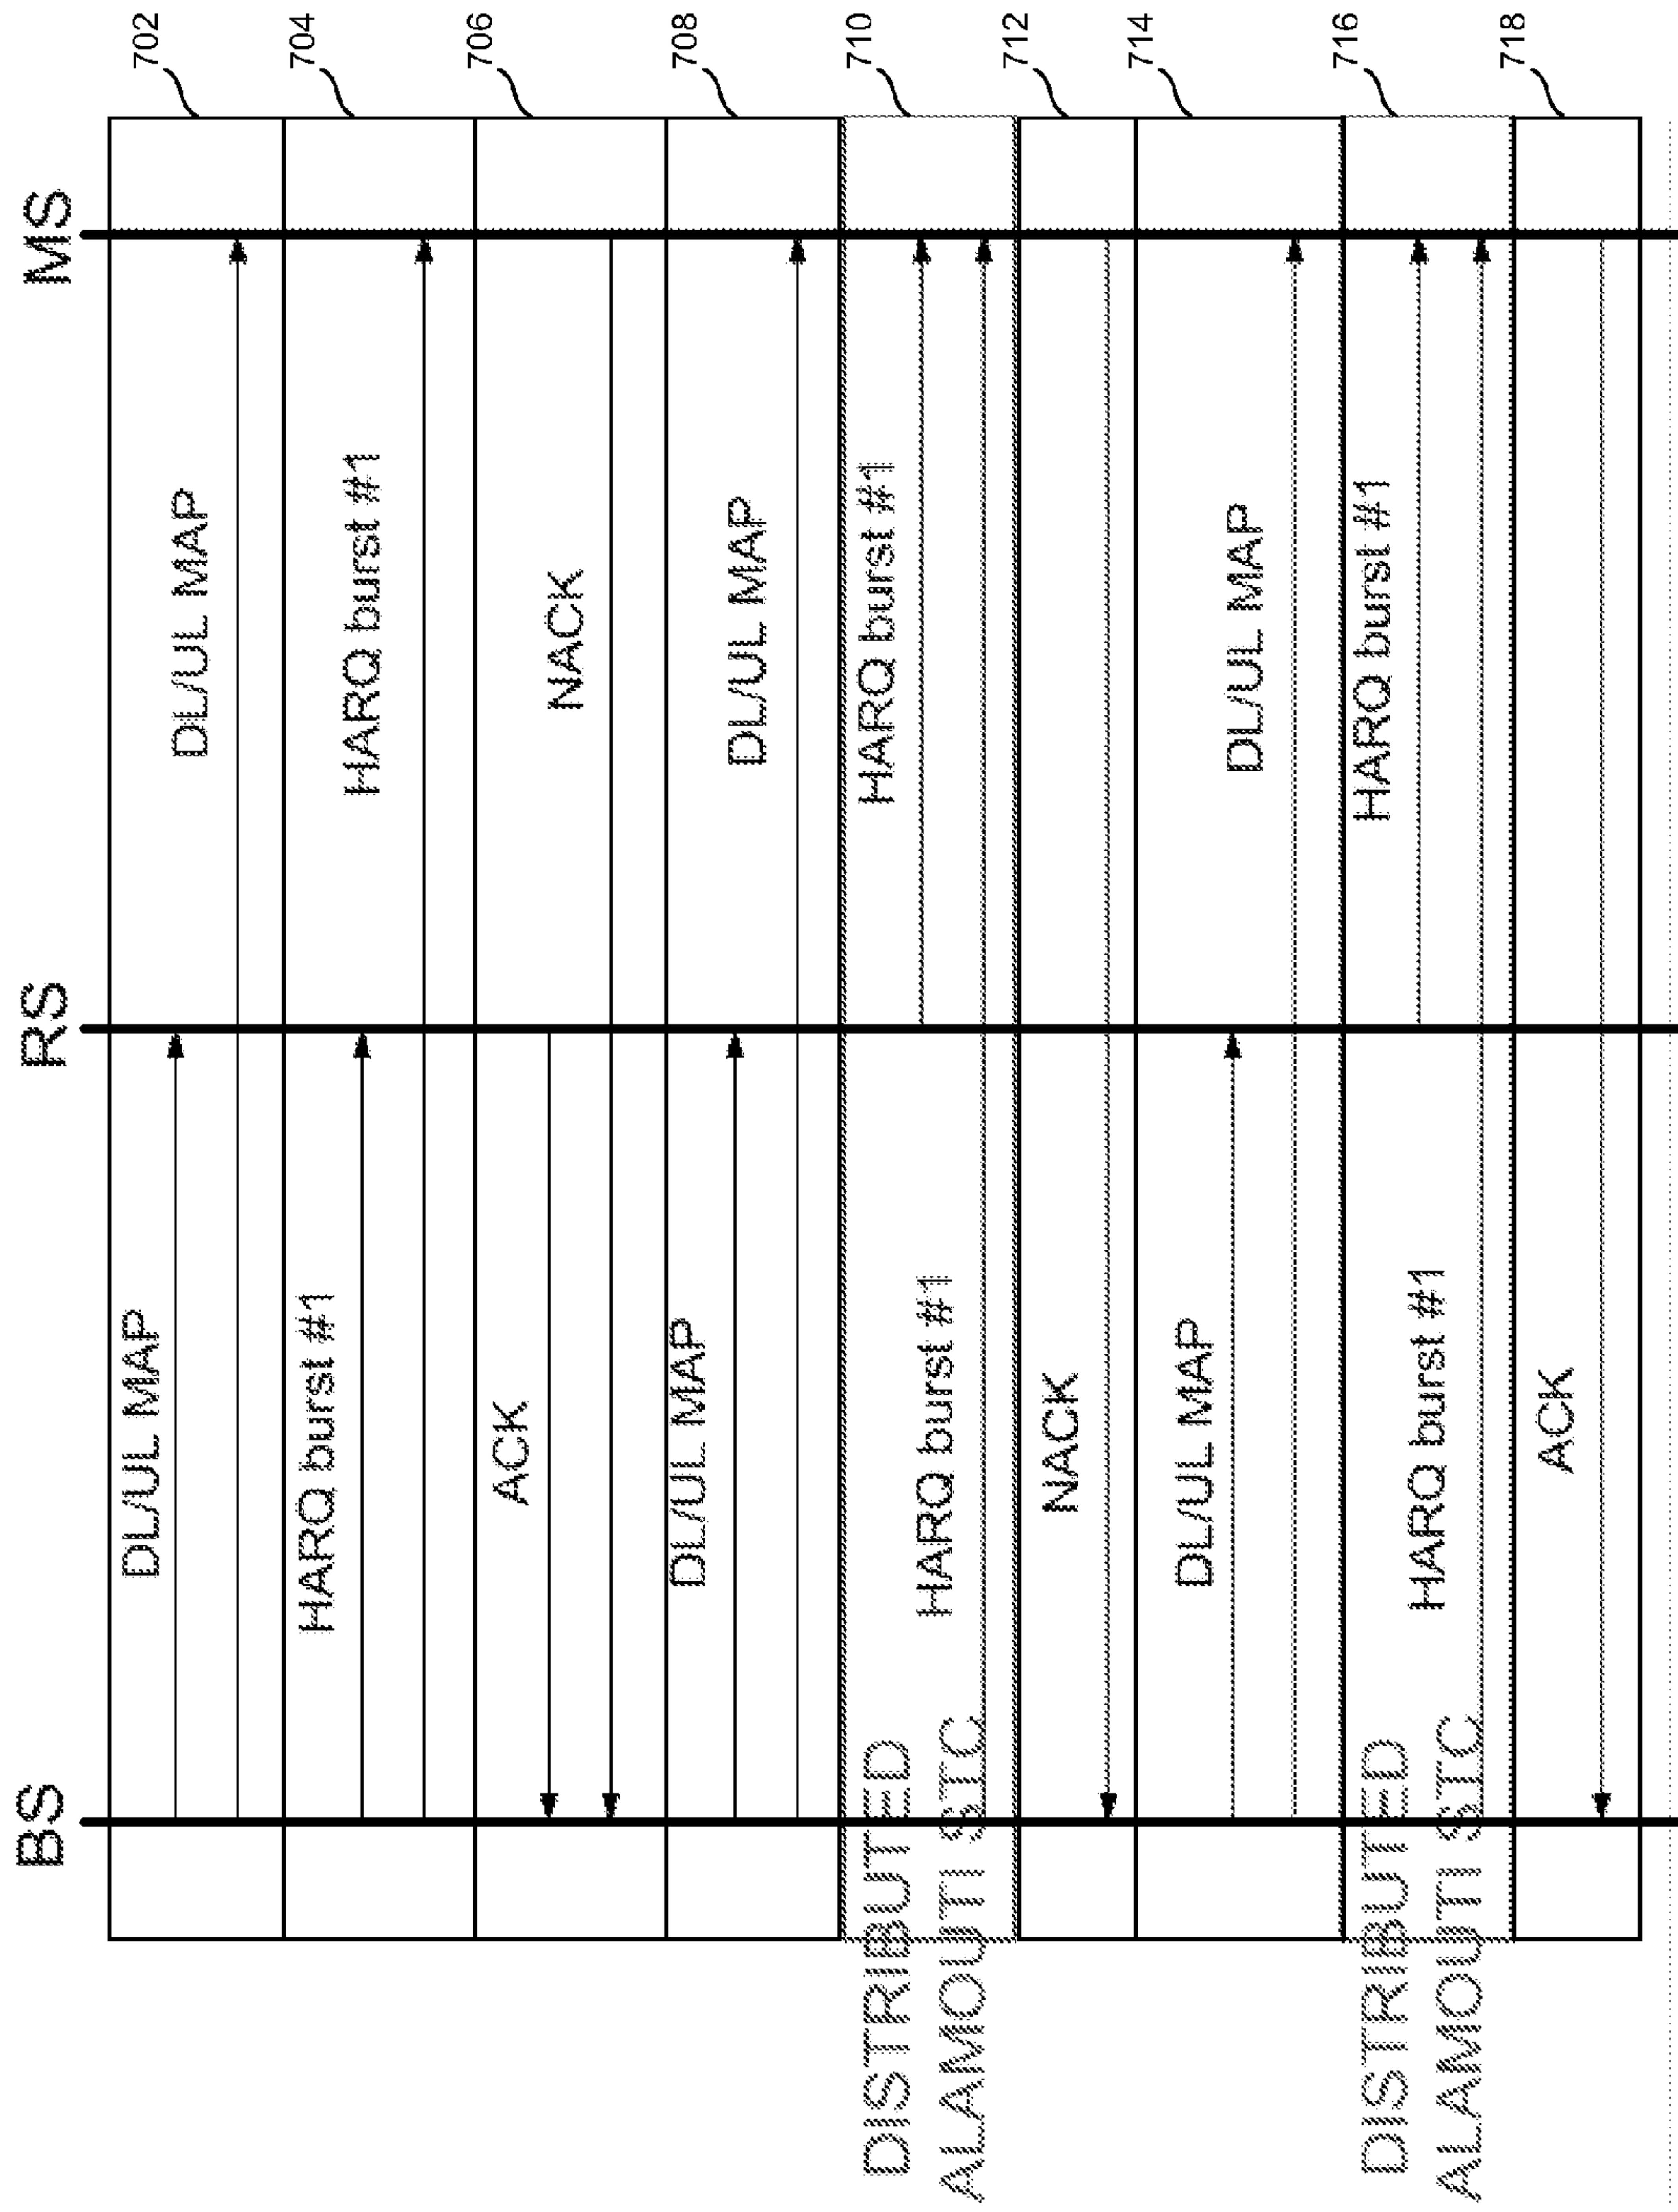 BS
RS
MS
DL/UL MAP
DL/UL MAP
702
HARQ burst #1
HARQ burst #1
704
ACK
NACK
706
DL/UL MAP
DL/UL MAP
708
DISTRIBUTED
ALAMOUTI STC
HARQ burst #1
HARQ burst #1
710
NACK
712
DL/UL MAP
DL/UL MAP
714
DISTRIBUTED
ALAMOUTI STC
HARQ burst #1
HARQ burst #1
716
ACK
718